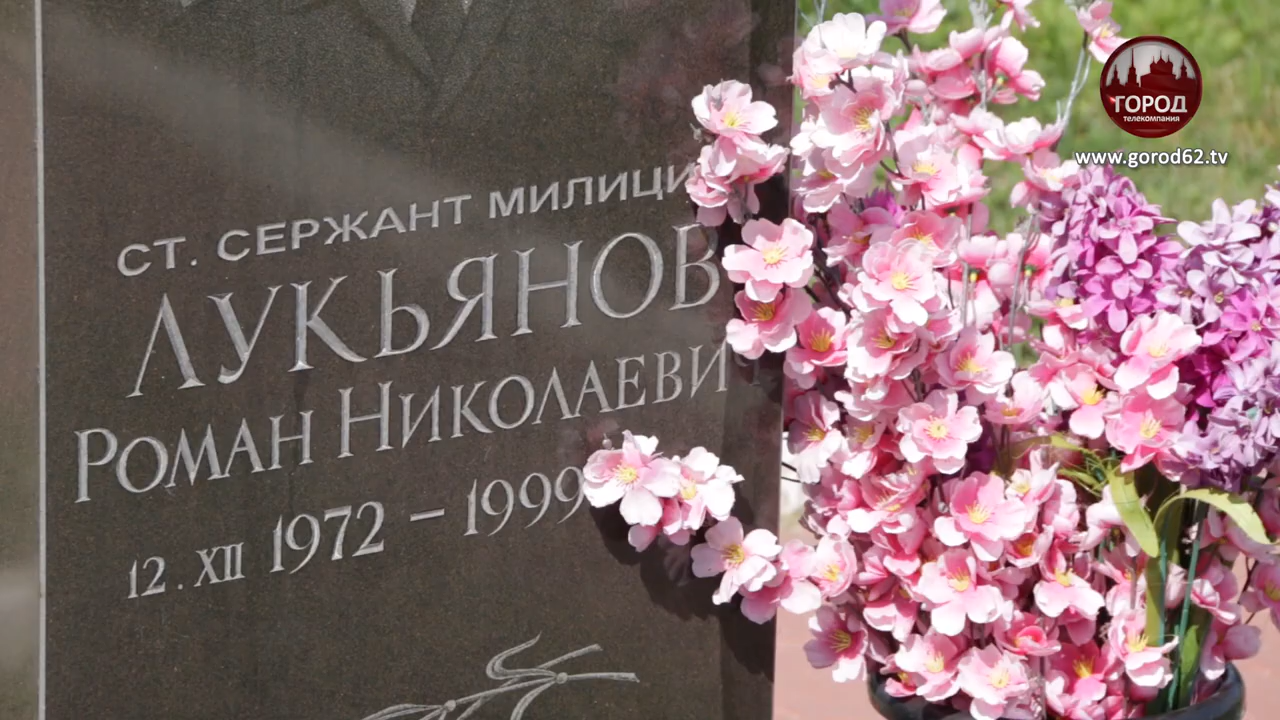 СТ. СЕРЖАНТ МИЛИЦИ
ЛУКЬЯНОВ
РОМАН НИКОЛАЕВИ
12. XII 1972 – 1999
ГОРОД
телекомпания
www.gorod62.tv